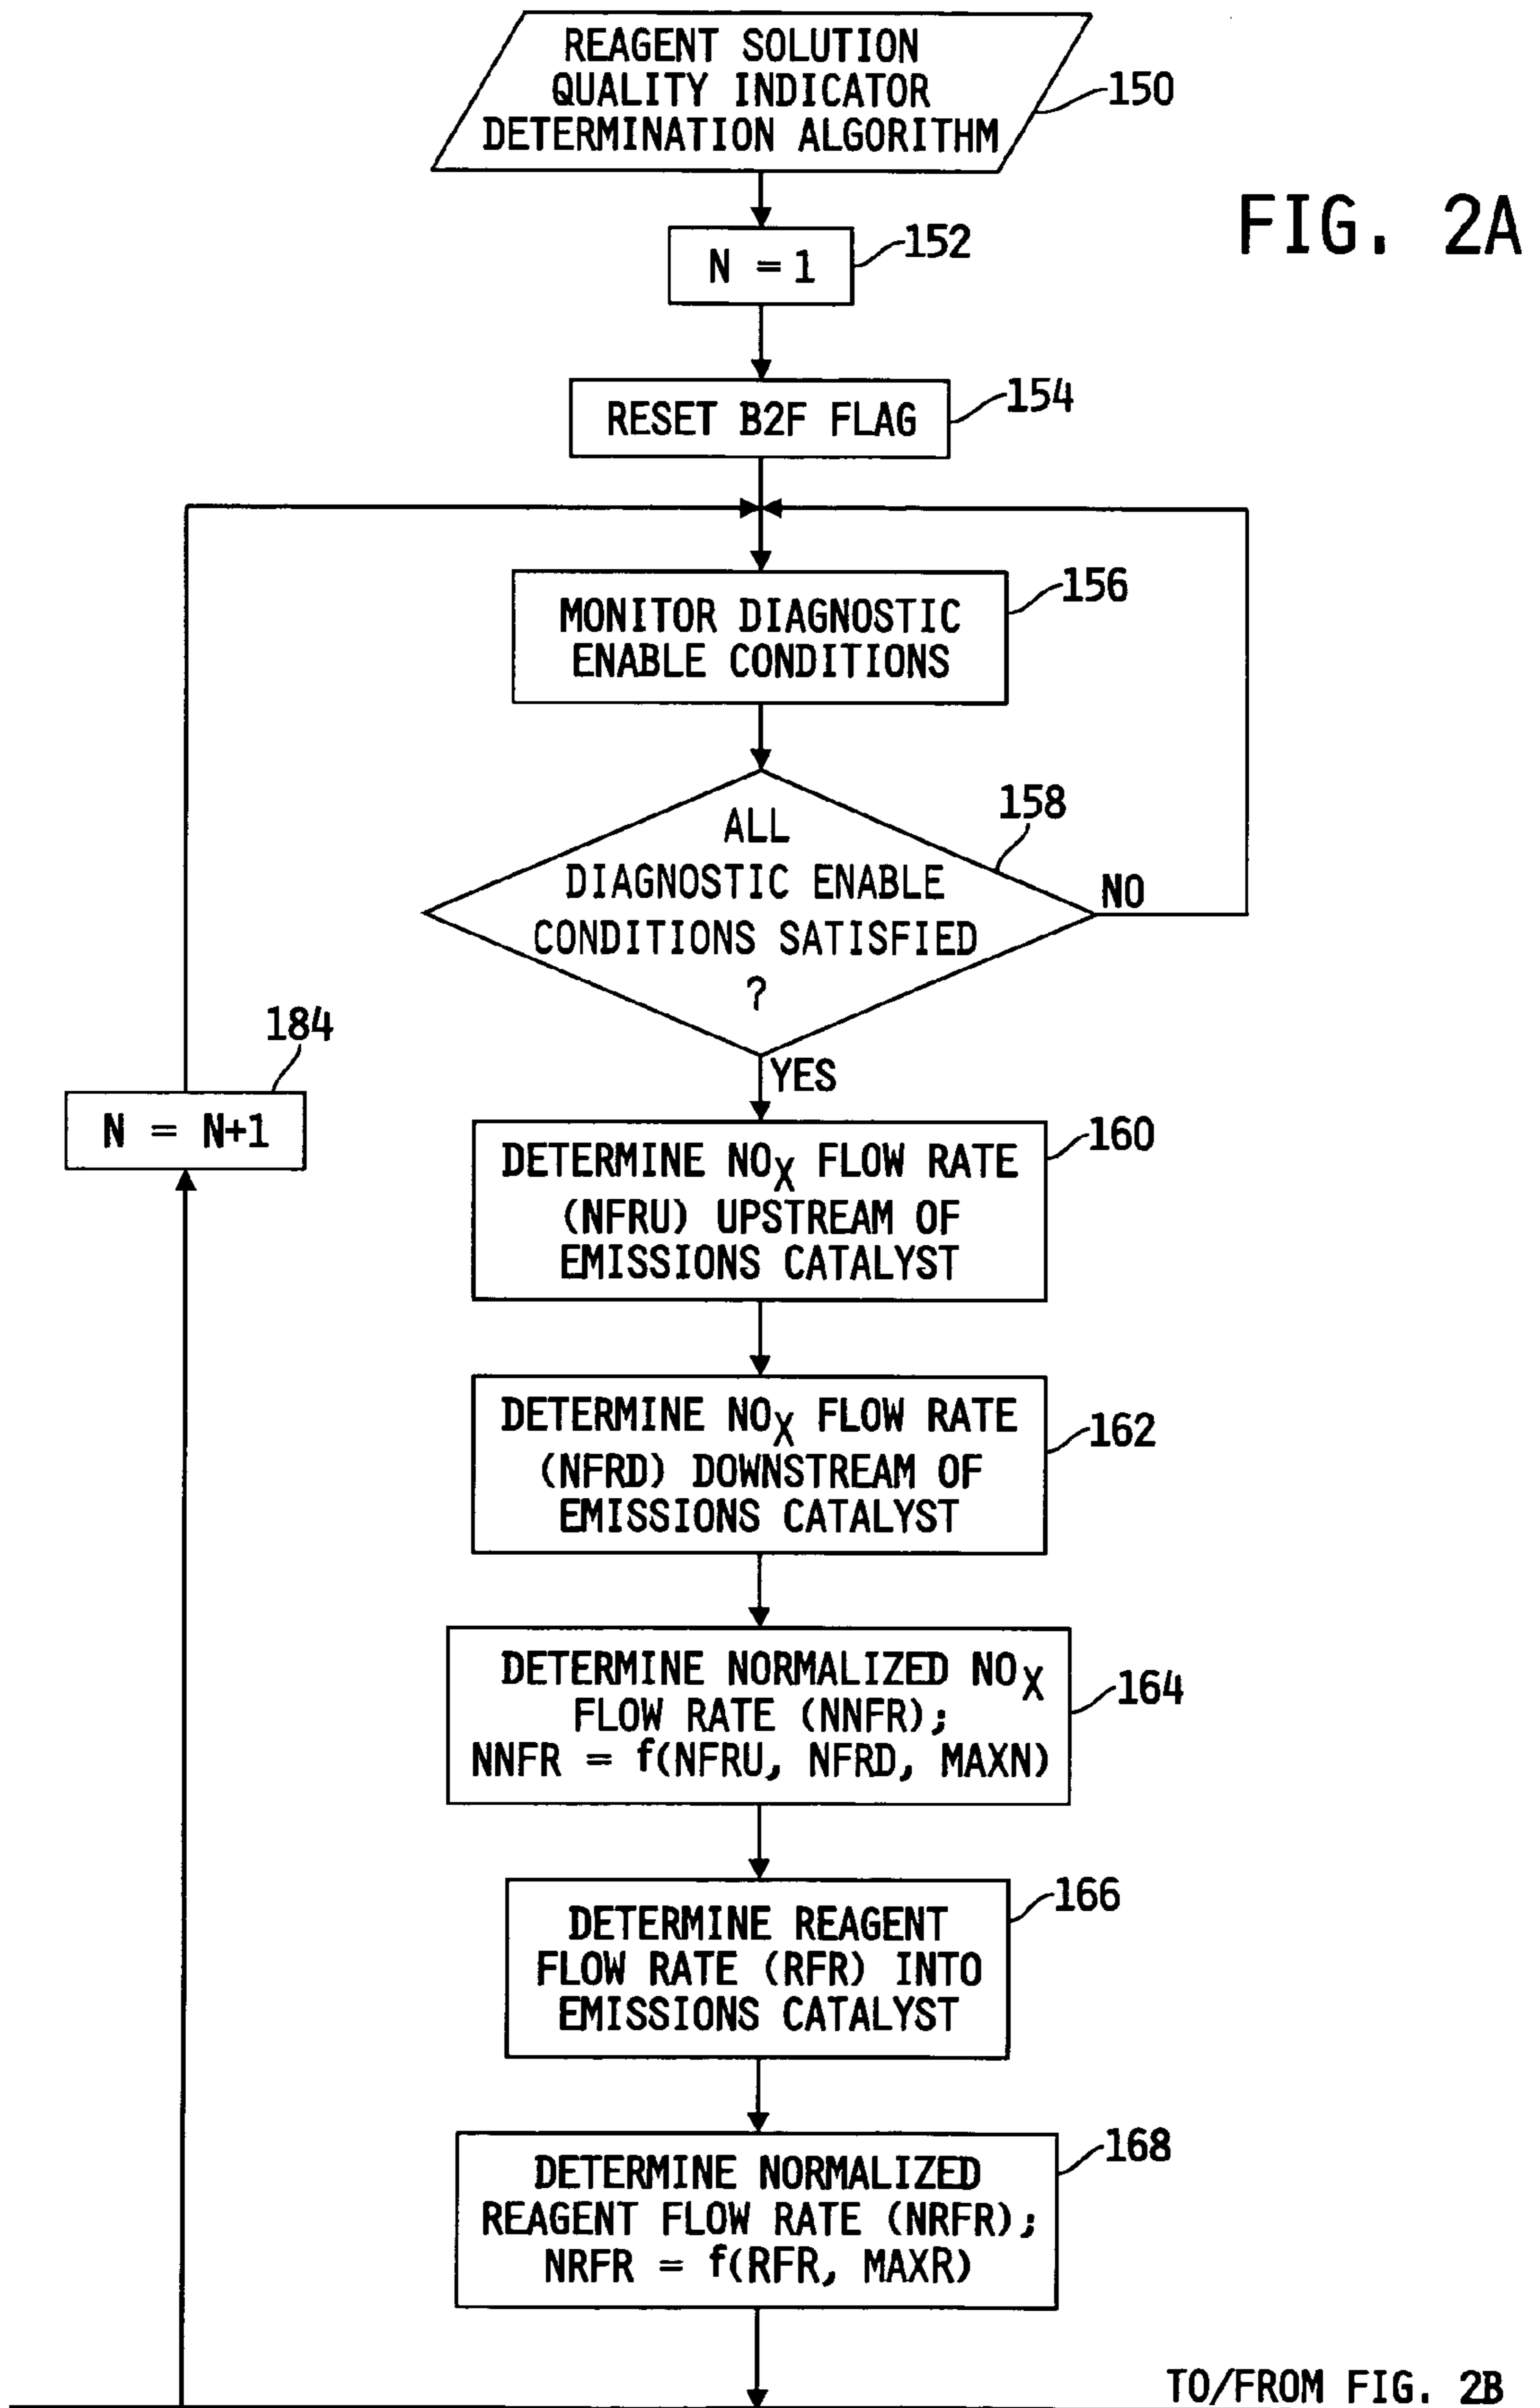 REAGENT SOLUTION
QUALITY INDICATOR
DETERMINATION ALGORITHM
150
FIG. 2A
N = 1
152
RESET B2F FLAG
154
MONITOR DIAGNOSTIC
ENABLE CONDITIONS
156
ALL
DIAGNOSTIC ENABLE
CONDITIONS SATISFIED
?
158
NO
YES
184
N = N+1
DETERMINE NOX FLOW RATE
(NFRU) UPSTREAM OF
EMISSIONS CATALYST
160
DETERMINE NOX FLOW RATE
(NFRD) DOWNSTREAM OF
EMISSIONS CATALYST
162
DETERMINE NORMALIZED NOX
FLOW RATE (NNFR);
NNFR = f(NFRU, NFRD, MAXN)
164
DETERMINE REAGENT
FLOW RATE (RFR) INTO
EMISSIONS CATALYST
166
DETERMINE NORMALIZED
REAGENT FLOW RATE (NRFR);
NRFR = f(RFR, MAXR)
168
TO/FROM FIG. 2B